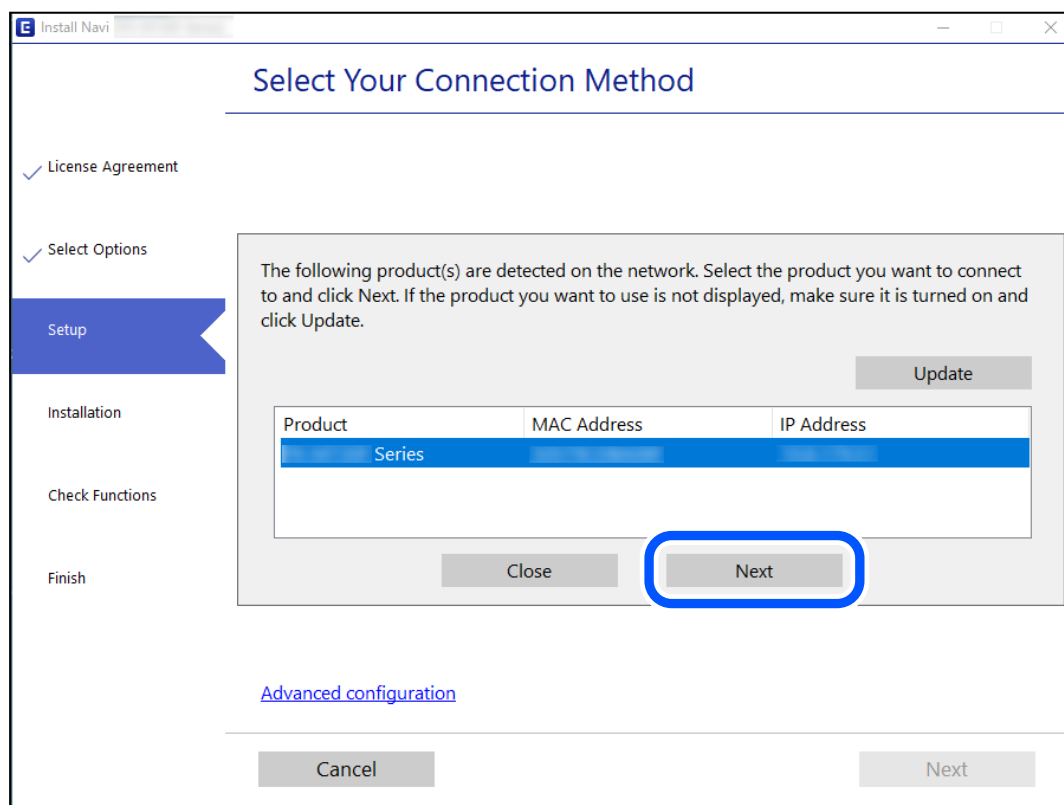 E Install Navi
Select Your Connection Method
License Agreement
Select Options
Setup
Installation
Check Functions
Finish
The following product(s) are detected on the network. Select the product you want to connect
to and click Next. If the product you want to use is not displayed, make sure it is turned on and
click Update.
Update
Product MAC Address IP Address
Series
Close Next
Advanced configuration
Cancel Next